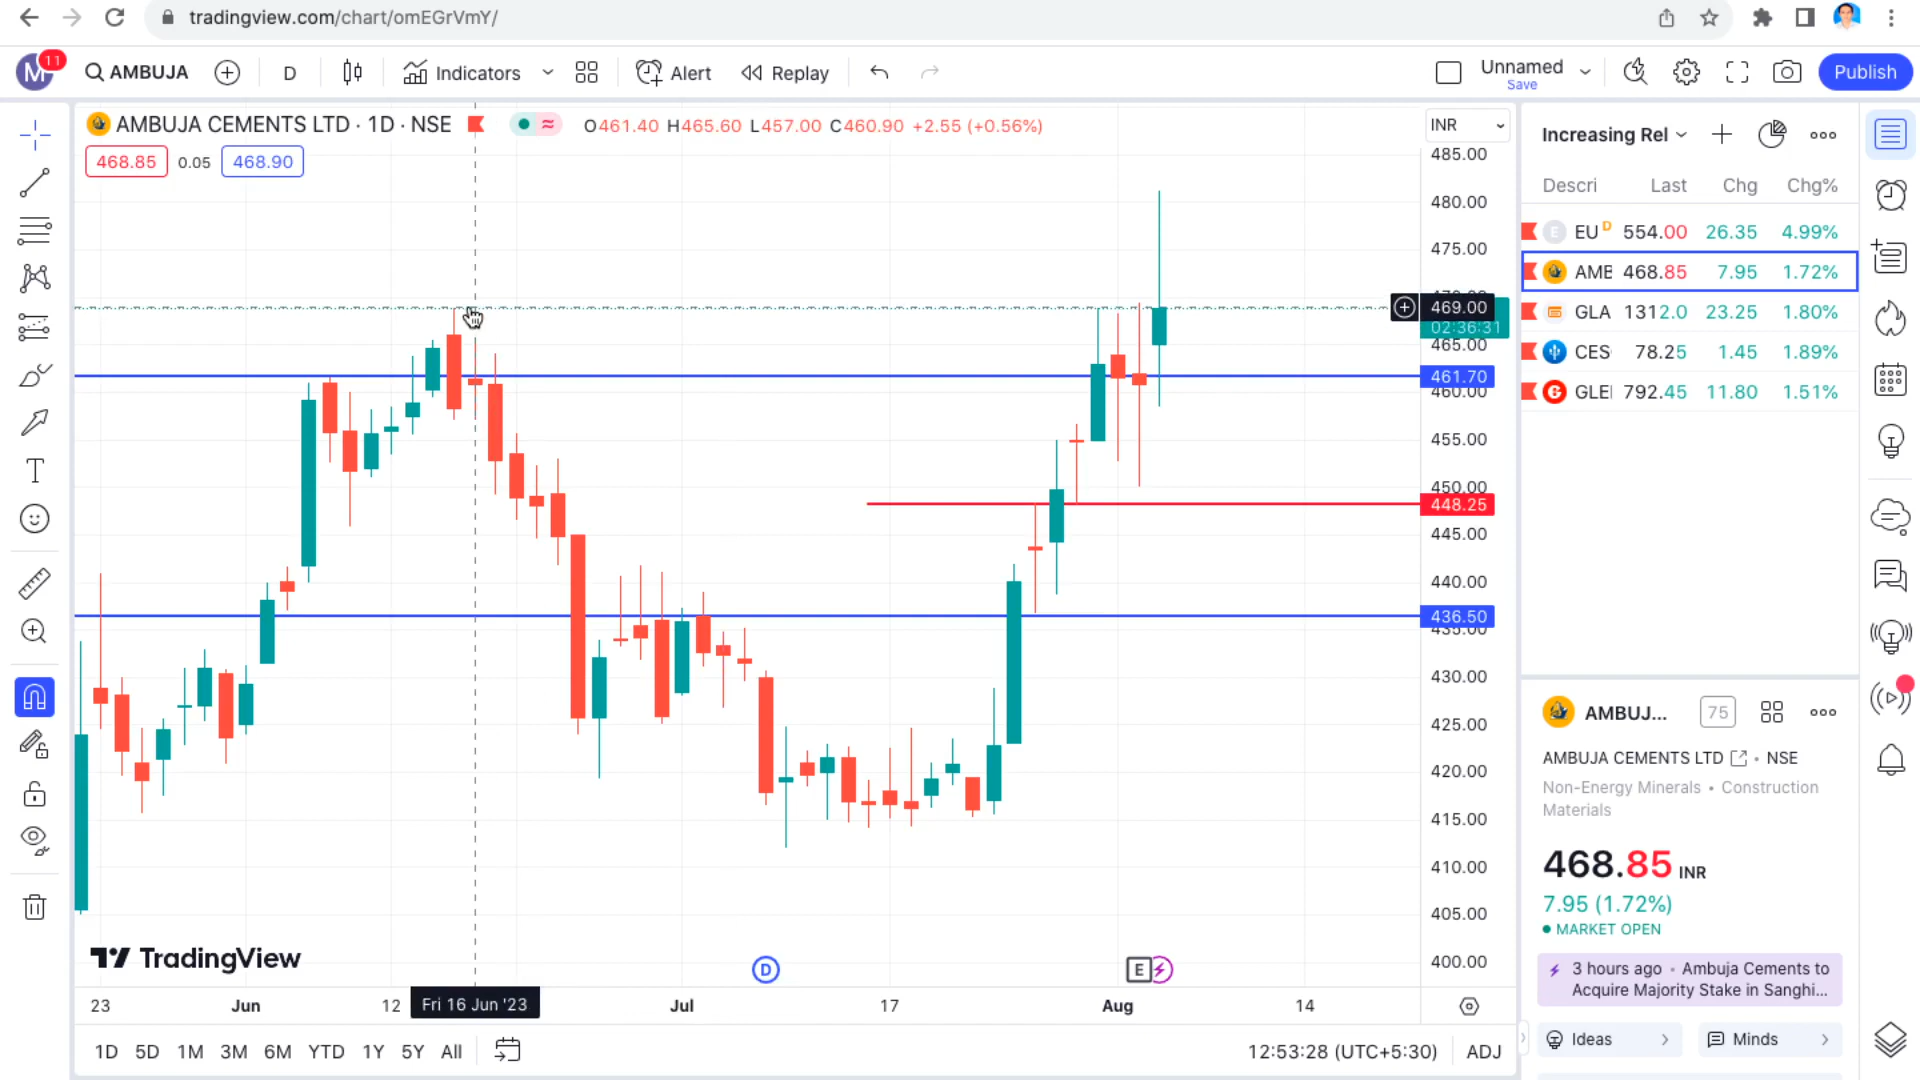 tradingview.com/chart/omEGrVmY/
M 11 AMBUJA D Indicators Alert Replay Unnamed Save Publish
AMBUJA CEMENTS LTD · 1D · NSE O461.40 H465.60 L457.00 C460.90 +2.55 (+0.56%)
468.85 0.05 468.90
INR
485.00
480.00
475.00
469.00
02:36:31
465.00
461.70
460.00
455.00
450.00
448.25
445.00
440.00
436.50
435.00
430.00
425.00
420.00
415.00
410.00
405.00
400.00
TradingView
D E
23 Jun 12 Fri 16 Jun '23 Jul 17 Aug 14
1D 5D 1M 3M 6M YTD 1Y 5Y All 12:53:28 (UTC+5:30) ADJ
Increasing Rel
Descri Last Chg Chg%
E EU D 554.00 26.35 4.99%
AMB 468.85 7.95 1.72%
GLA 1312.0 23.25 1.80%
CES 78.25 1.45 1.89%
G GLE 792.45 11.80 1.51%
AMBUJ... 75
AMBUJA CEMENTS LTD • NSE
Non-Energy Minerals • Construction
Materials
468.85 INR
7.95 (1.72%)
MARKET OPEN
3 hours ago • Ambuja Cements to
Acquire Majority Stake in Sanghi...
Ideas Minds